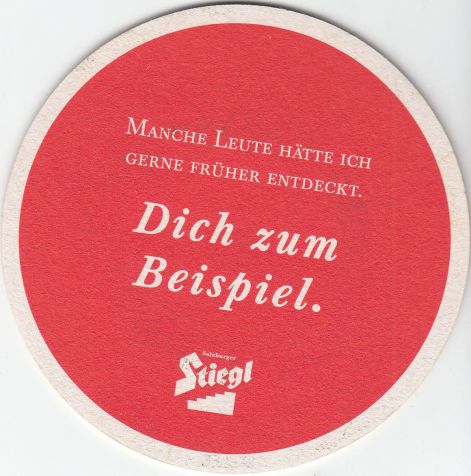 Manche Leute hätte ich
gerne früher entdeckt.
Dich zum
Beispiel.
Salzburger
Stiegl